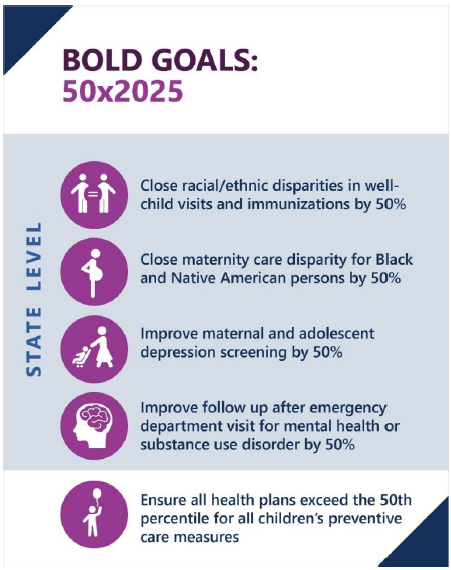 BOLD GOALS:
50x2025
STATE LEVEL
Close racial/ethnic disparities in well-
child visits and immunizations by 50%
Close maternity care disparity for Black
and Native American persons by 50%
Improve maternal and adolescent
depression screening by 50%
Improve follow up after emergency
department visit for mental health or
substance use disorder by 50%
Ensure all health plans exceed the 50th
percentile for all children’s preventive
care measures